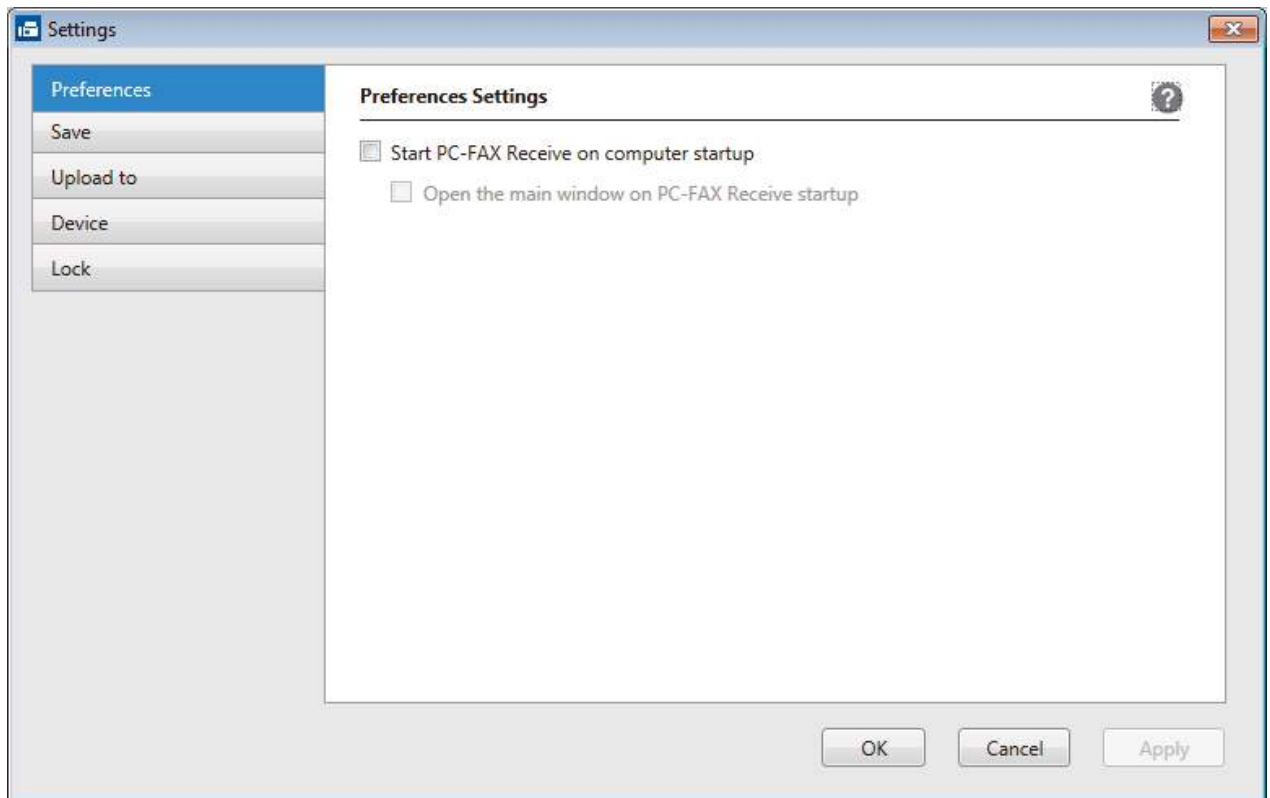 Settings
Preferences
Save
Upload to
Device
Lock
Preferences Settings
?
Start PC-FAX Receive on computer startup
Open the main window on PC-FAX Receive startup
OK
Cancel
Apply